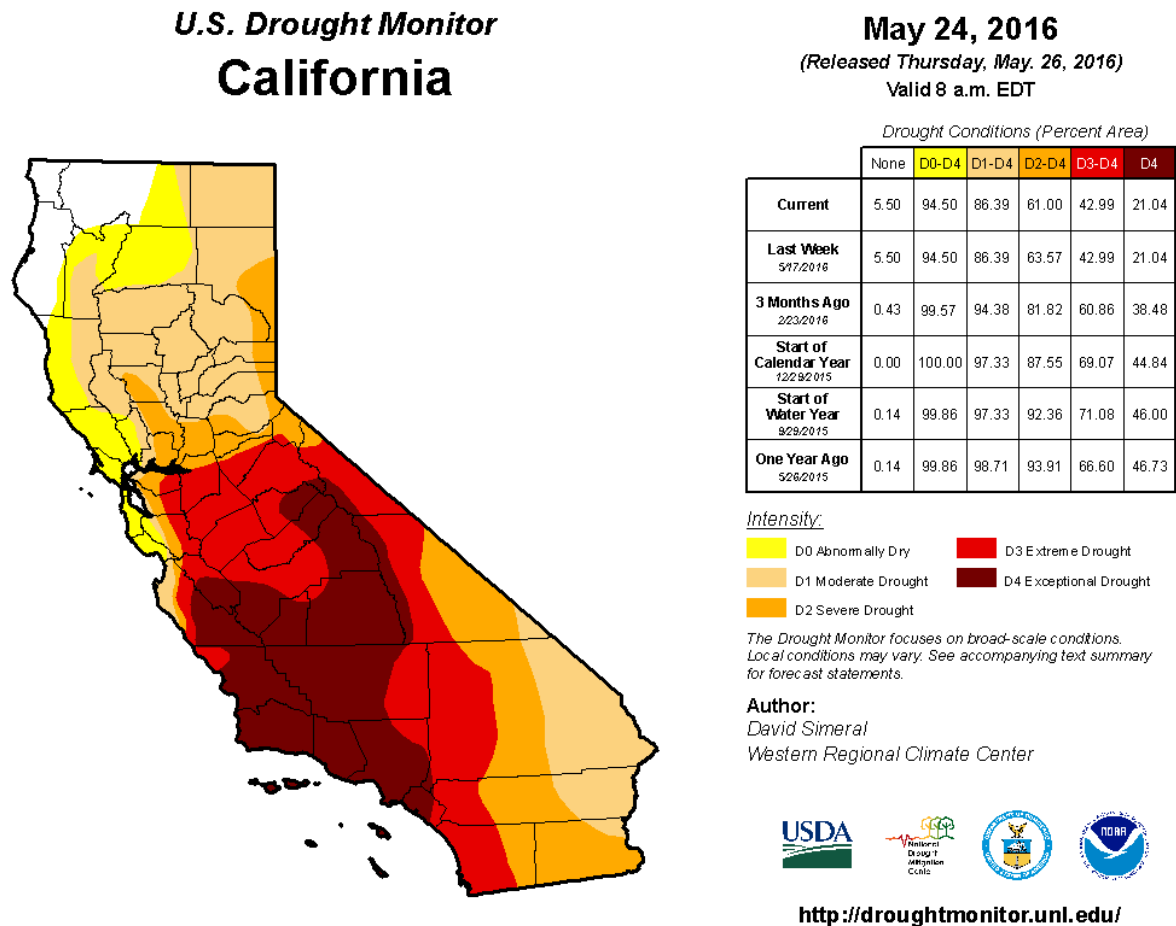 U.S. Drought Monitor
California
May 24, 2016
(Released Thursday, May. 26, 2016)
Valid 8 a.m. EDT
Drought Conditions (Percent Area)
None D0-D4 D1-D4 D2-D4 D3-D4 D4
Current 5.50 94.50 86.39 61.00 42.99 21.04
Last Week
5/17/2016 5.50 94.50 86.39 63.57 42.99 21.04
3 Months Ago
2/23/2016 0.43 99.57 94.38 81.82 60.86 38.48
Start of
Calendar Year
12/29/2015 0.00 100.00 97.33 87.55 69.07 44.84
Start of
Water Year
9/29/2015 0.14 99.86 97.33 92.36 71.08 46.00
One Year Ago
5/26/2015 0.14 99.86 98.71 93.91 66.60 46.73
Intensity:
D0 Abnormally Dry
D1 Moderate Drought
D2 Severe Drought
D3 Extreme Drought
D4 Exceptional Drought
The Drought Monitor focuses on broad-scale conditions.
Local conditions may vary. See accompanying text summary
for forecast statements.
Author:
David Simeral
Western Regional Climate Center
USDA
National
Drought
Mitigation
Center
NOAA
http://droughtmonitor.unl.edu/